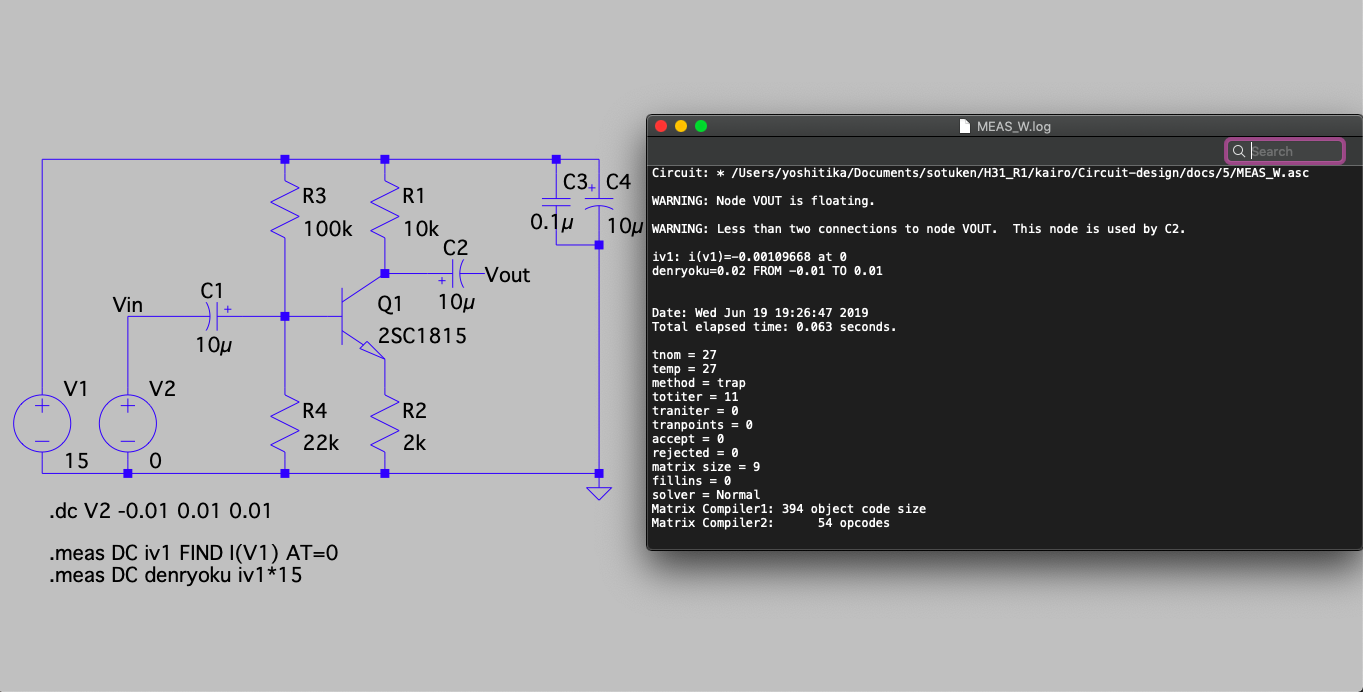 R3
100k
R1
10k
C3
0.1µ
C4
10µ
C2
10µ
Vout
Vin
C1
10µ
Q1
2SC1815
V1
15
V2
0
R4
22k
R2
2k
.dc V2 -0.01 0.01 0.01
.meas DC iv1 FIND I(V1) AT=0
.meas DC denryoku iv1*15
MEAS_W.log
Search
Circuit: * /Users/yoshitika/Documents/sotuken/H31_R1/kairo/Circuit-design/docs/5/MEAS_W.asc
WARNING: Node VOUT is floating.
WARNING: Less than two connections to node VOUT.  This node is used by C2.
iv1: i(v1)=-0.00109668 at 0
denryoku=0.02 FROM -0.01 TO 0.01
Date: Wed Jun 19 19:26:47 2019
Total elapsed time: 0.063 seconds.
tnom = 27
temp = 27
method = trap
totiter = 11
traniter = 0
tranpoints = 0
accept = 0
rejected = 0
matrix size = 9
fillins = 0
solver = Normal
Matrix Compiler1: 394 object code size
Matrix Compiler2:      54 opcodes